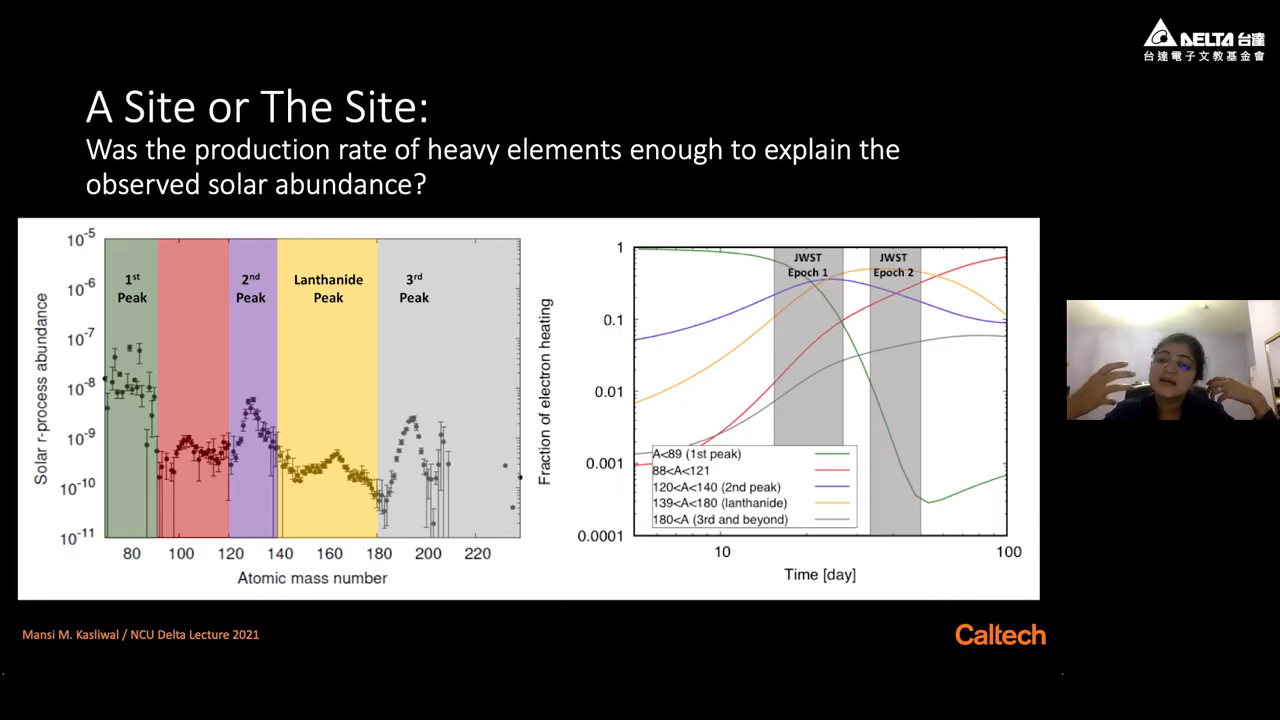 DELTA 台達
台達電子文教基金會
A Site or The Site:
Was the production rate of heavy elements enough to explain the
observed solar abundance?
Solar r-process abundance
10-5
10-6
10-7
10-8
10-9
10-10
10-11
1st
Peak
2nd
Peak
Lanthanide
Peak
3rd
Peak
80 100 120 140 160 180 200 220
Atomic mass number
Fraction of electron heating
1
0.1
0.01
0.001
0.0001
JWST
Epoch 1
JWST
Epoch 2
A<89 (1st peak)
88<A<121
120<A<140 (2nd peak)
139<A<180 (lanthanide)
180<A (3rd and beyond)
10 100
Time [day]
Mansi M. Kasliwal / NCU Delta Lecture 2021
Caltech